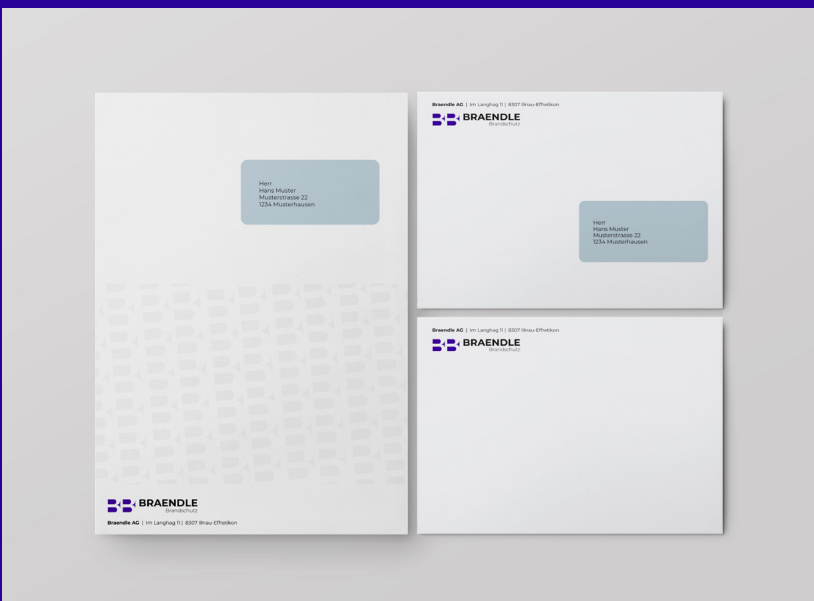 Herr
Hans Muster
Musterstrasse 22
1234 Musterhausen
BRAENDLE
Brandschutz
Braendle AG | Im Langhag 11 | 8307 Illnau-Effretikon
Braendle AG | Im Langhag 11 | 8307 Illnau-Effretikon
BRAENDLE
Brandschutz
Herr
Hans Muster
Musterstrasse 22
1234 Musterhausen
Braendle AG | Im Langhag 11 | 8307 Illnau-Effretikon
BRAENDLE
Brandschutz